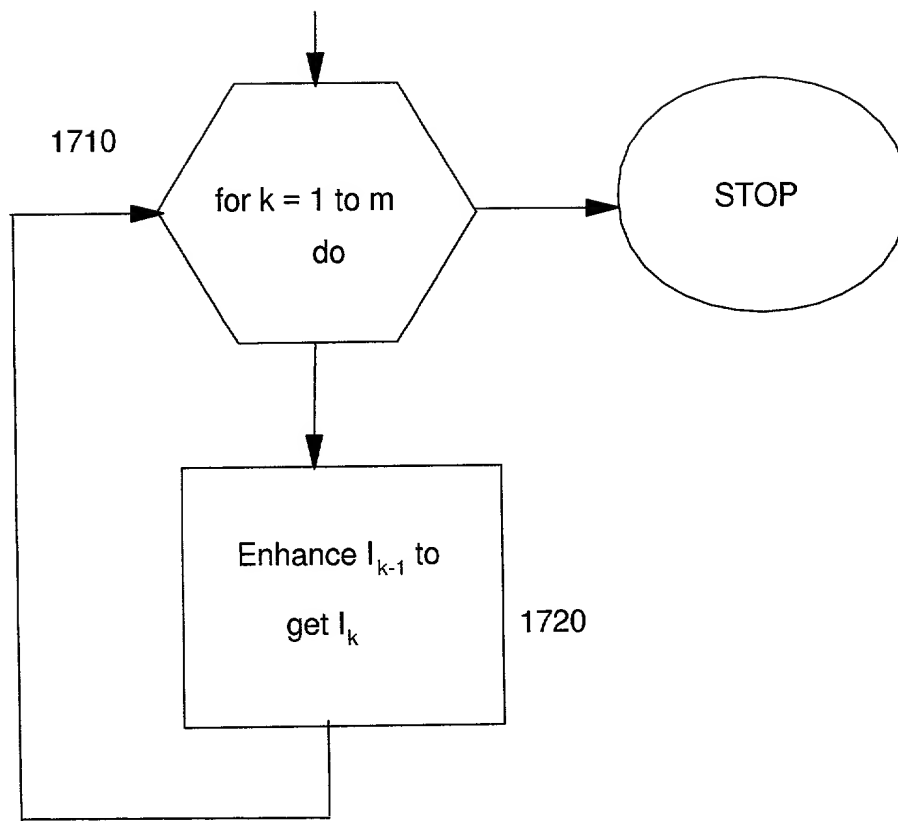 1710
for k = 1 to m
do
STOP
Enhance I_{k-1} to
get I_k
1720